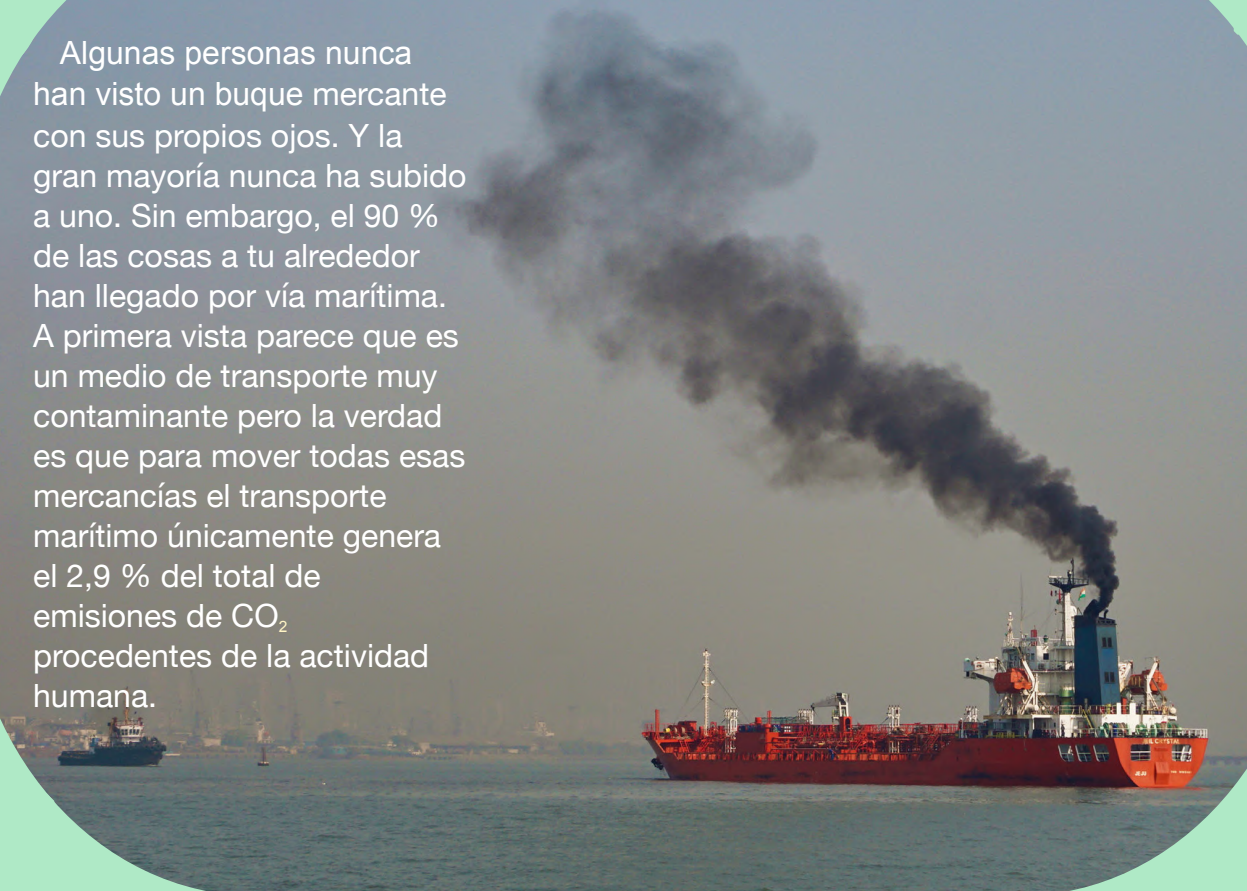 Algunas personas nunca
han visto un buque mercante
con sus propios ojos. Y la
gran mayoría nunca ha subido
a uno. Sin embargo, el 90 %
de las cosas a tu alrededor
han llegado por vía marítima.
A primera vista parece que es
un medio de transporte muy
contaminante pero la verdad
es que para mover todas esas
mercancías el transporte
marítimo únicamente genera
el 2,9 % del total de
emisiones de CO₂
procedentes de la actividad
humana.